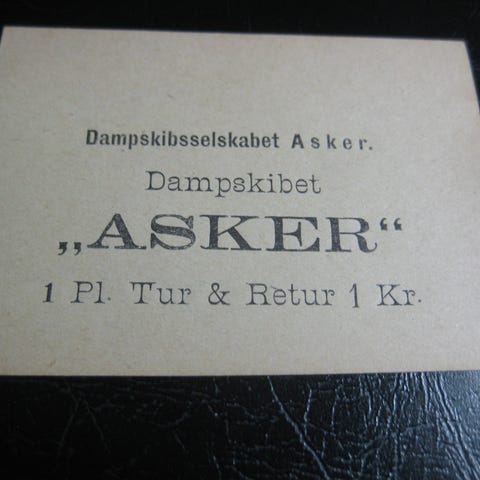 Dampskibsselskabet Asker.
Dampskibet
„ASKER“
1 Pl. Tur & Retur 1 Kr.